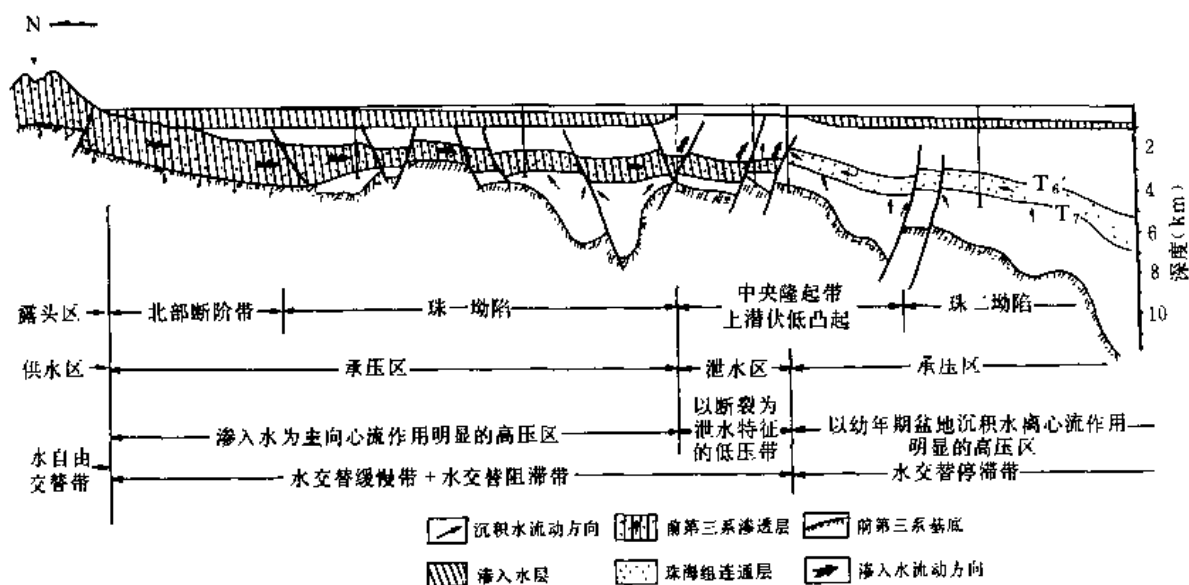 N
2
4
6
8
10
深度(km)
T₆
T₇
露头区
北部断阶带
珠一坳陷
中央隆起带
上潜伏低凸起
珠二坳陷
供水区
承压区
泄水区
承压区
渗入水为主向心流作用明显的高压区
以断裂为
泄水特征
的低压带
以幼年期盆地沉积水离心流作用
明显的高压区
水自由
交替带
水交替缓慢带+水交替阻滞带
水交替停滞带
沉积水流动方向
前第三系渗透层
前第三系基底
渗入水层
珠海组连通层
渗入水流动方向